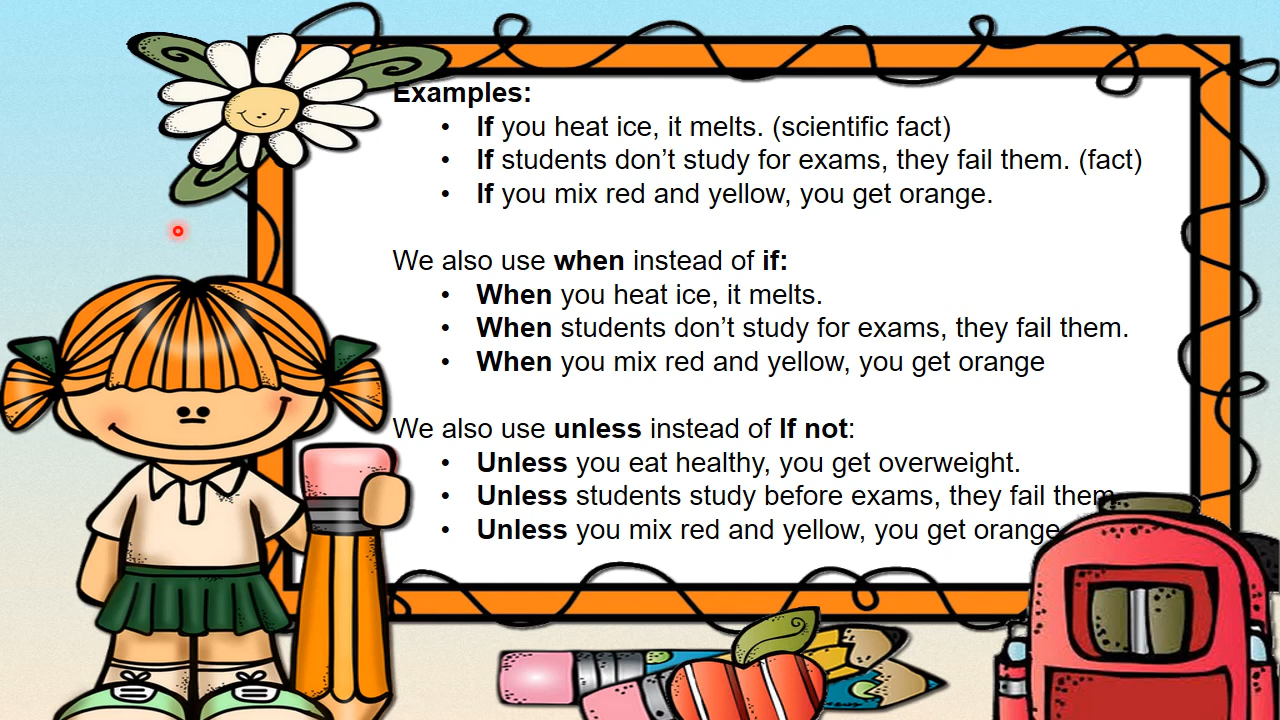 Examples:
• If you heat ice, it melts. (scientific fact)
• If students don’t study for exams, they fail them. (fact)
• If you mix red and yellow, you get orange.
We also use when instead of if:
• When you heat ice, it melts.
• When students don’t study for exams, they fail them.
• When you mix red and yellow, you get orange
We also use unless instead of If not:
• Unless you eat healthy, you get overweight.
• Unless students study before exams, they fail them.
• Unless you mix red and yellow, you get orange